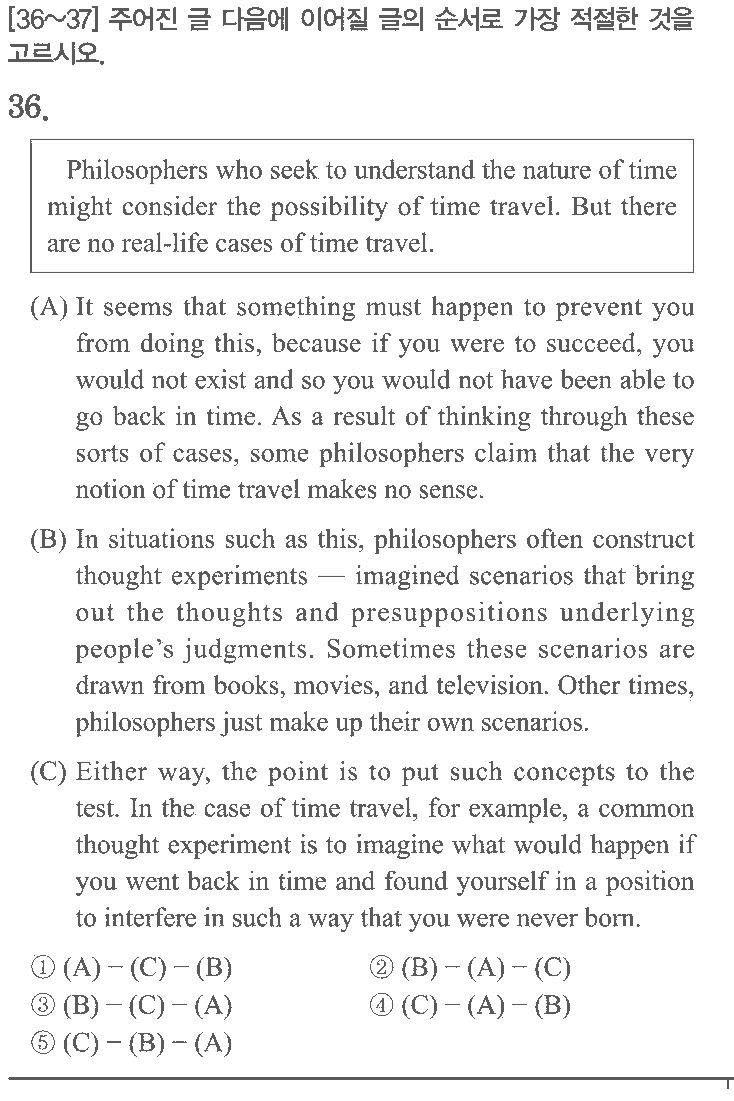 [36~37] 주어진 글 다음에 이어질 글의 순서로 가장 적절한 것을
고르시오.
36.
Philosophers who seek to understand the nature of time
might consider the possibility of time travel. But there
are no real-life cases of time travel.
(A) It seems that something must happen to prevent you
from doing this, because if you were to succeed, you
would not exist and so you would not have been able to
go back in time. As a result of thinking through these
sorts of cases, some philosophers claim that the very
notion of time travel makes no sense.
(B) In situations such as this, philosophers often construct
thought experiments — imagined scenarios that bring
out the thoughts and presuppositions underlying
people's judgments. Sometimes these scenarios are
drawn from books, movies, and television. Other times,
philosophers just make up their own scenarios.
(C) Either way, the point is to put such concepts to the
test. In the case of time travel, for example, a common
thought experiment is to imagine what would happen if
you went back in time and found yourself in a position
to interfere in such a way that you were never born.
① (A) − (C) − (B) ② (B) − (A) − (C)
③ (B) − (C) − (A) ④ (C) − (A) − (B)
⑤ (C) − (B) − (A)